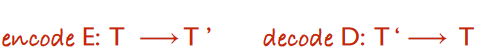 encode E: T ⟶ T ' decode D: T ‘ ⟶ T